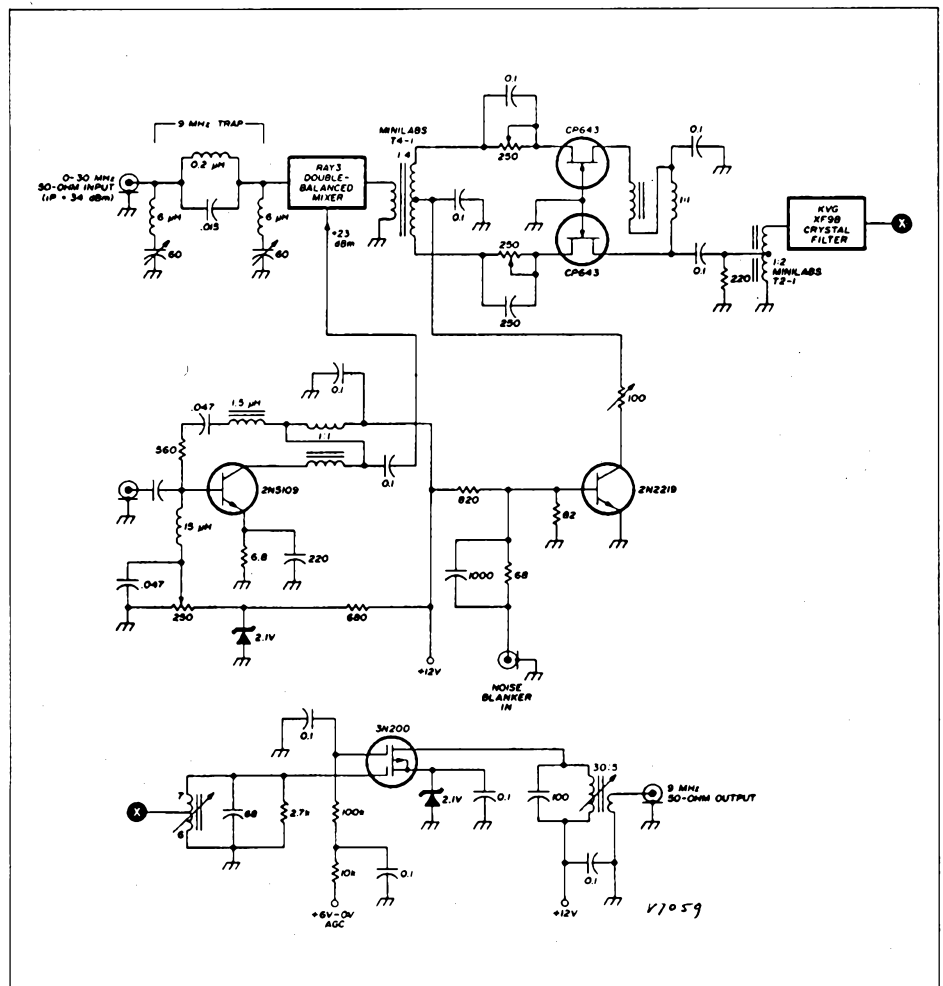 9 MHz TRAP
0.2 µH
0-30 MHz
50-OHM INPUT
(IP = 34 dBm)
6 µH
.015
6 µH
60
60
RAY3
DOUBLE-
BALANCED
MIXER
+23
dBm
MINILABS
T4-1
1:4
0.1
250
CP643
0.1
0.1
250
250
CP643
1:1
0.1
220
1:2
MINILABS
T2-1
KVG
XF9B
CRYSTAL
FILTER
X
.047
1.5 µH
0.1
1:1
560
0.1
2N5109
15 µH
6.8
220
.047
250
2.1V
680
+12V
820
82
1000
68
NOISE
BLANKER
IN
100
2N2219
X
7
6
68
2.7k
0.1
3N200
100k
10k
0.1
+6V-0V
AGC
2.1V
0.1
100
30:5
0.1
+12V
9 MHz
50-OHM OUTPUT
V7059